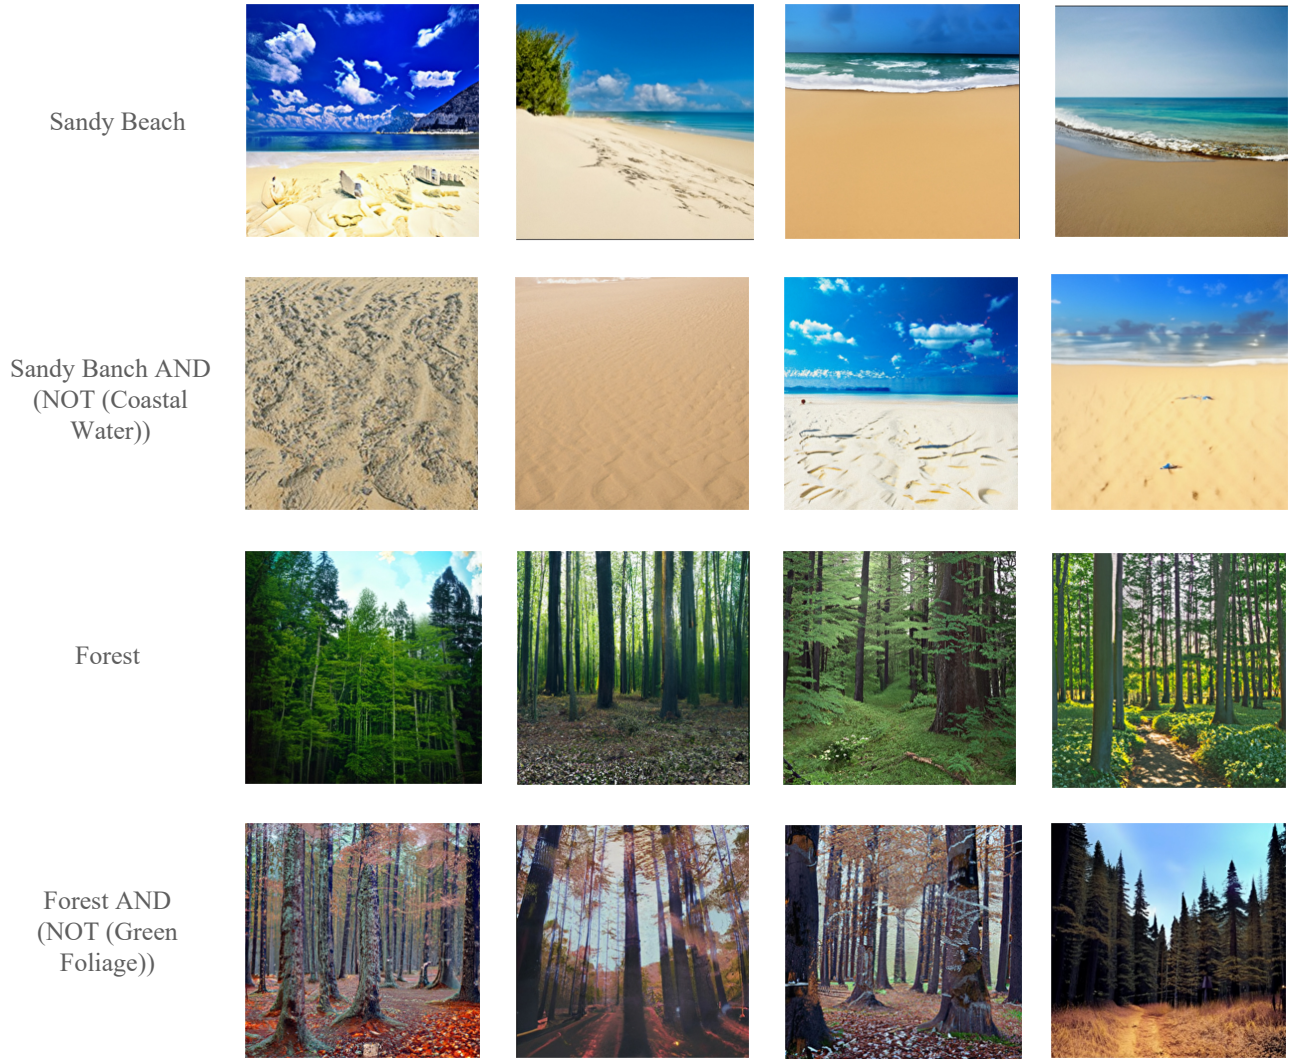 Sandy Beach
Sandy Banch AND
(NOT (Coastal
Water))
Forest
Forest AND
(NOT (Green
Foliage))